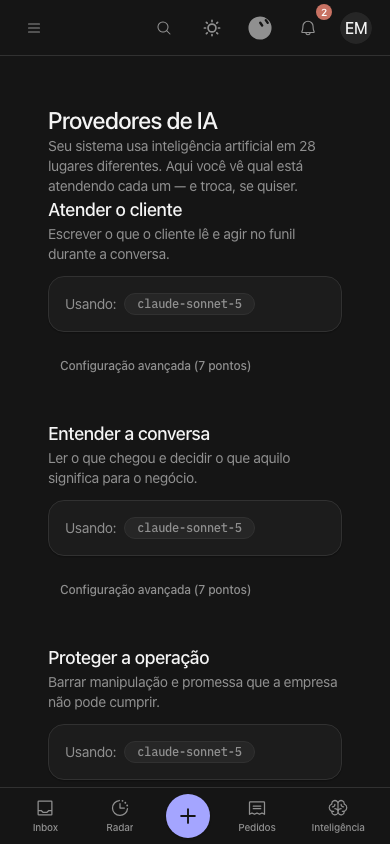 2
EM
Provedores de IA
Seu sistema usa inteligência artificial em 28
lugares diferentes. Aqui você vê qual está
atendendo cada um — e troca, se quiser.
Atender o cliente
Escrever o que o cliente lê e agir no funil
durante a conversa.
Usando: claude-sonnet-5
Configuração avançada (7 pontos)
Entender a conversa
Ler o que chegou e decidir o que aquilo
significa para o negócio.
Usando: claude-sonnet-5
Configuração avançada (7 pontos)
Proteger a operação
Barrar manipulação e promessa que a empresa
não pode cumprir.
Usando: claude-sonnet-5
Inbox Radar Pedidos Inteligência